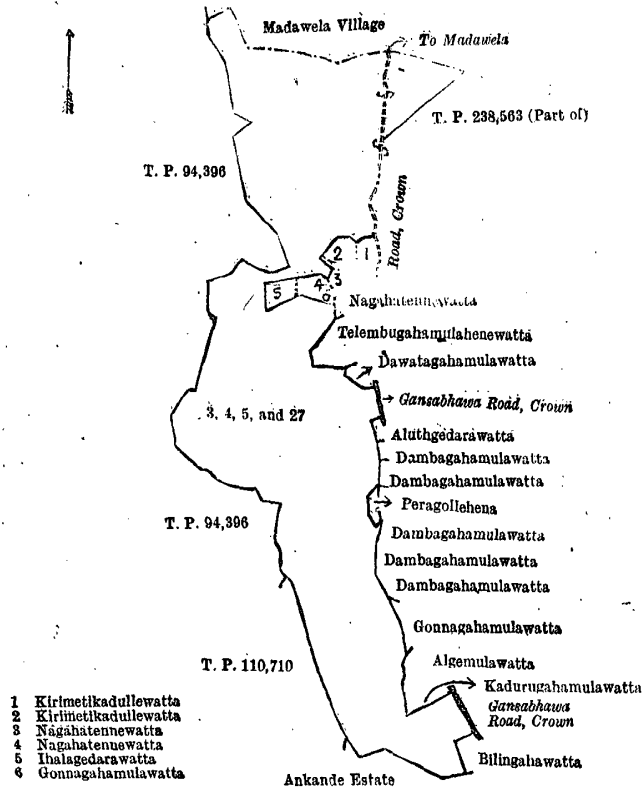 Madawela Village
To Madawela
T. P. 238,563 (Part of)
T. P. 94,396
Road, Crown
2
1
3
4
5
6
Nagahatennewatta
Telembugahamulahenewatta
Dawatagahamulawatta
Gansabhawa Road, Crown
3, 4, 5, and 27
Aluthgedarawatta
Dambagahamulawatta
Dambagahamulawatta
Peragollehena
T. P. 94,396
Dambagahamulawatta
Dambagahamulawatta
Dambagahamulawatta
Gonnagahamulawatta
T. P. 110,710
Algemulawatta
Kadurugahamulawatta
Gansabhawa
Road, Crown
Bilingahawatta
Ankande Estate
1 Kirimetikadullewatta
2 Kirimetikadullewatta
3 Nagahatennewatta
4 Nagahatennewatta
5 Ihalagedarawatta
6 Gonnagahamulawatta